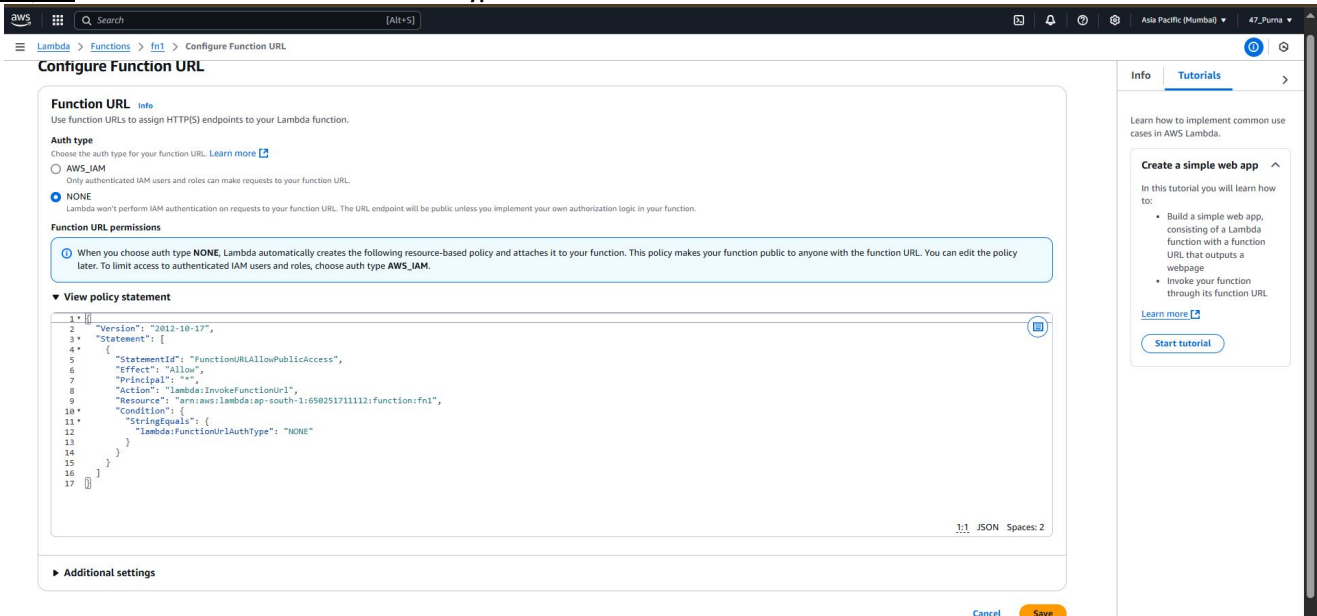 aws
Search [Alt+S]
Asia Pacific (Mumbai) ▼ 47_Purna ▼
Lambda > Functions > fn1 > Configure Function URL
Configure Function URL
Function URL Info
Use function URLs to assign HTTP(S) endpoints to your Lambda function.
Auth type
Choose the auth type for your function URL. Learn more
AWS_IAM
Only authenticated IAM users and roles can make requests to your function URL.
NONE
Lambda won't perform IAM authentication on requests to your function URL. The URL endpoint will be public unless you implement your own authorization logic in your function.
Function URL permissions
When you choose auth type NONE, Lambda automatically creates the following resource-based policy and attaches it to your function. This policy makes your function public to anyone with the function URL. You can edit the policy
later. To limit access to authenticated IAM users and roles, choose auth type AWS_IAM.
▼ View policy statement
1 {
2 "Version": "2012-10-17",
3 "Statement": [
4 {
5 "StatementId": "FunctionURLAllowPublicAccess",
6 "Effect": "Allow",
7 "Principal": "*",
8 "Action": "lambda:InvokeFunctionUrl",
9 "Resource": "arn:aws:lambda:ap-south-1:650251711112:function:fn1",
10 "Condition": {
11 "StringEquals": {
12 "lambda:FunctionUrlAuthType": "NONE"
13 }
14 }
15 }
16 ]
17 }
1:1 JSON Spaces: 2
▶ Additional settings
Cancel Save
Info Tutorials
Learn how to implement common use
cases in AWS Lambda.
Create a simple web app
In this tutorial you will learn how
to:
• Build a simple web app,
consisting of a Lambda
function with a function
URL that outputs a
webpage
• Invoke your function
through its function URL
Learn more
Start tutorial